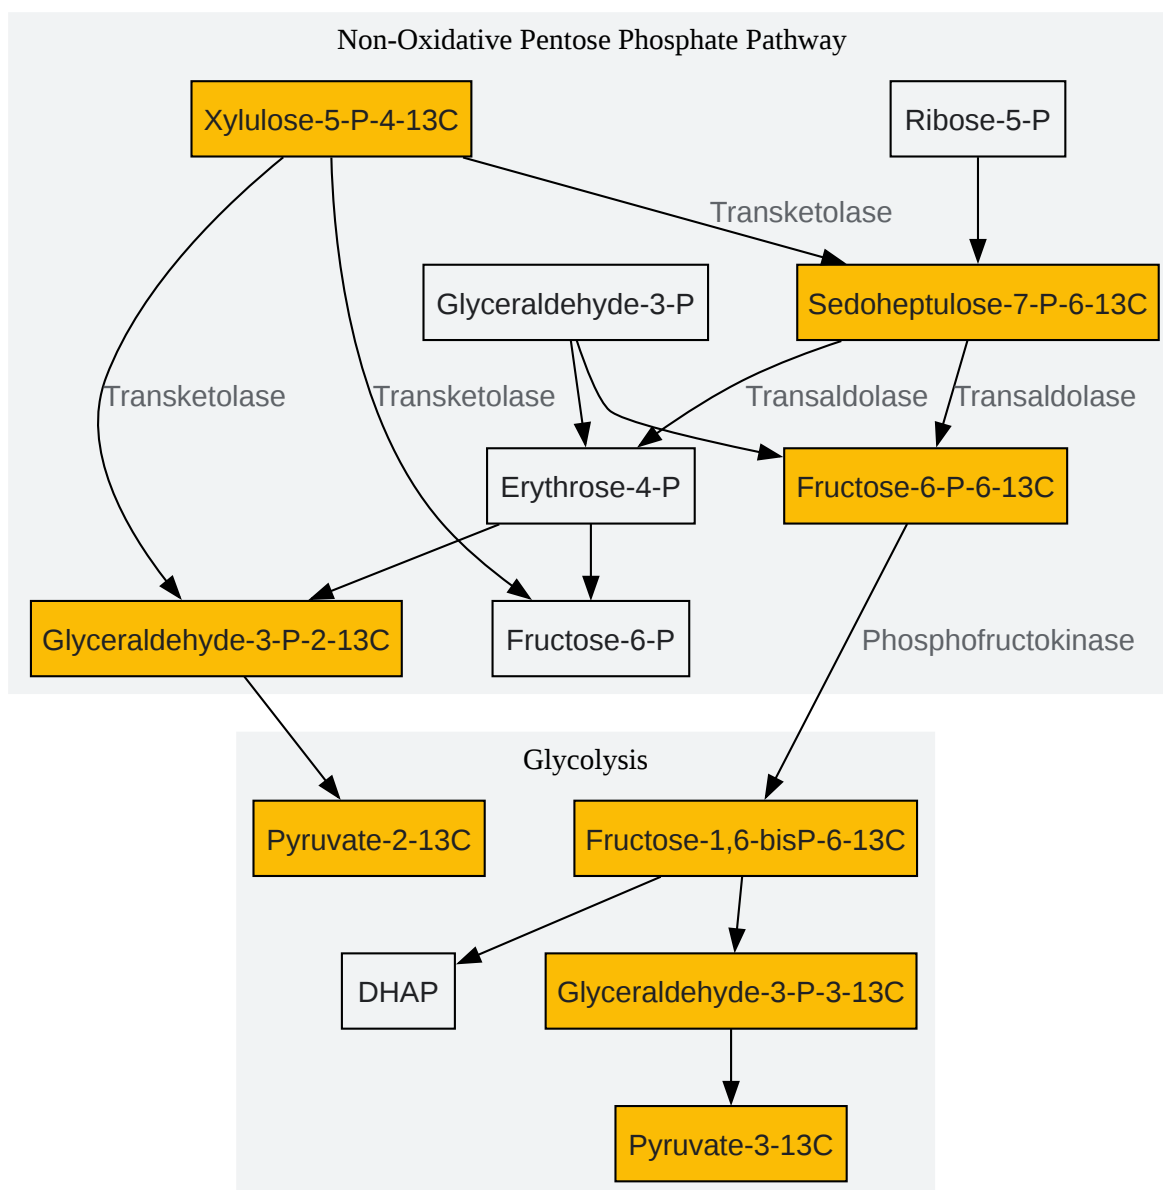 Non-Oxidative Pentose Phosphate Pathway
Xylulose-5-P-4-13C
Ribose-5-P
Transketolase
Glyceraldehyde-3-P
Sedoheptulose-7-P-6-13C
Transketolase
Transketolase
Transaldolase
Transaldolase
Erythrose-4-P
Fructose-6-P-6-13C
Glyceraldehyde-3-P-2-13C
Fructose-6-P
Phosphofructokinase
Glycolysis
Pyruvate-2-13C
Fructose-1,6-bisP-6-13C
DHAP
Glyceraldehyde-3-P-3-13C
Pyruvate-3-13C